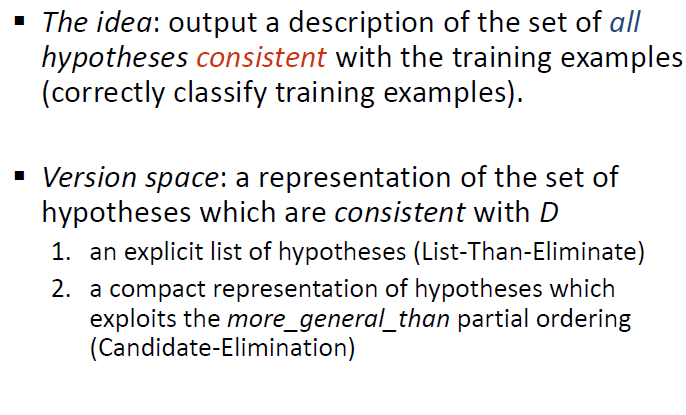 ▪ The idea: output a description of the set of all
hypotheses consistent with the training examples
(correctly classify training examples).
▪ Version space: a representation of the set of
hypotheses which are consistent with D
1. an explicit list of hypotheses (List-Than-Eliminate)
2. a compact representation of hypotheses which
exploits the more_general_than partial ordering
(Candidate-Elimination)